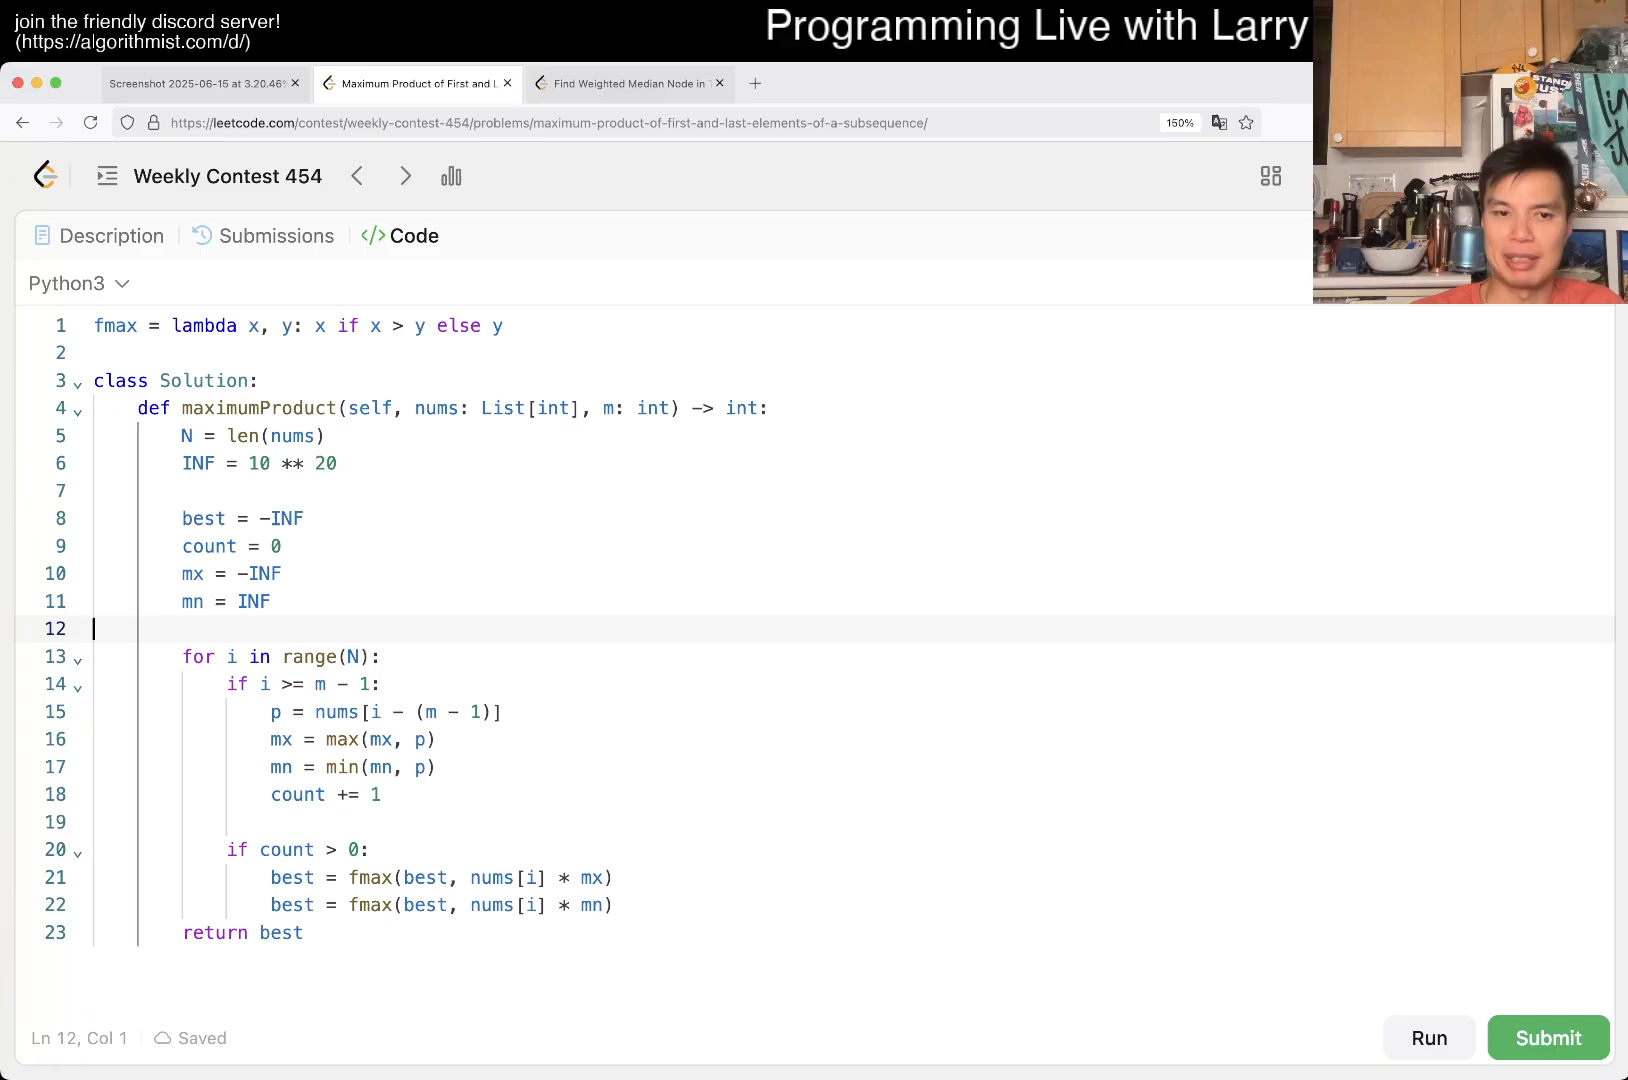 join the friendly discord server!
(https://algorithmist.com/d/)
Programming Live with Larry
Screenshot 2025-06-15 at 3.20.46
Maximum Product of First and L
Find Weighted Median Node in T
https://leetcode.com/contest/weekly-contest-454/problems/maximum-product-of-first-and-last-elements-of-a-subsequence/
150%
Weekly Contest 454
Description
Submissions
</> Code
Python3
1 fmax = lambda x, y: x if x > y else y
2
3 class Solution:
4     def maximumProduct(self, nums: List[int], m: int) -> int:
5         N = len(nums)
6         INF = 10 ** 20
7
8         best = -INF
9         count = 0
10         mx = -INF
11         mn = INF
12
13         for i in range(N):
14             if i >= m - 1:
15                 p = nums[i - (m - 1)]
16                 mx = max(mx, p)
17                 mn = min(mn, p)
18                 count += 1
19
20             if count > 0:
21                 best = fmax(best, nums[i] * mx)
22                 best = fmax(best, nums[i] * mn)
23         return best
Ln 12, Col 1
Saved
Run
Submit
STAND